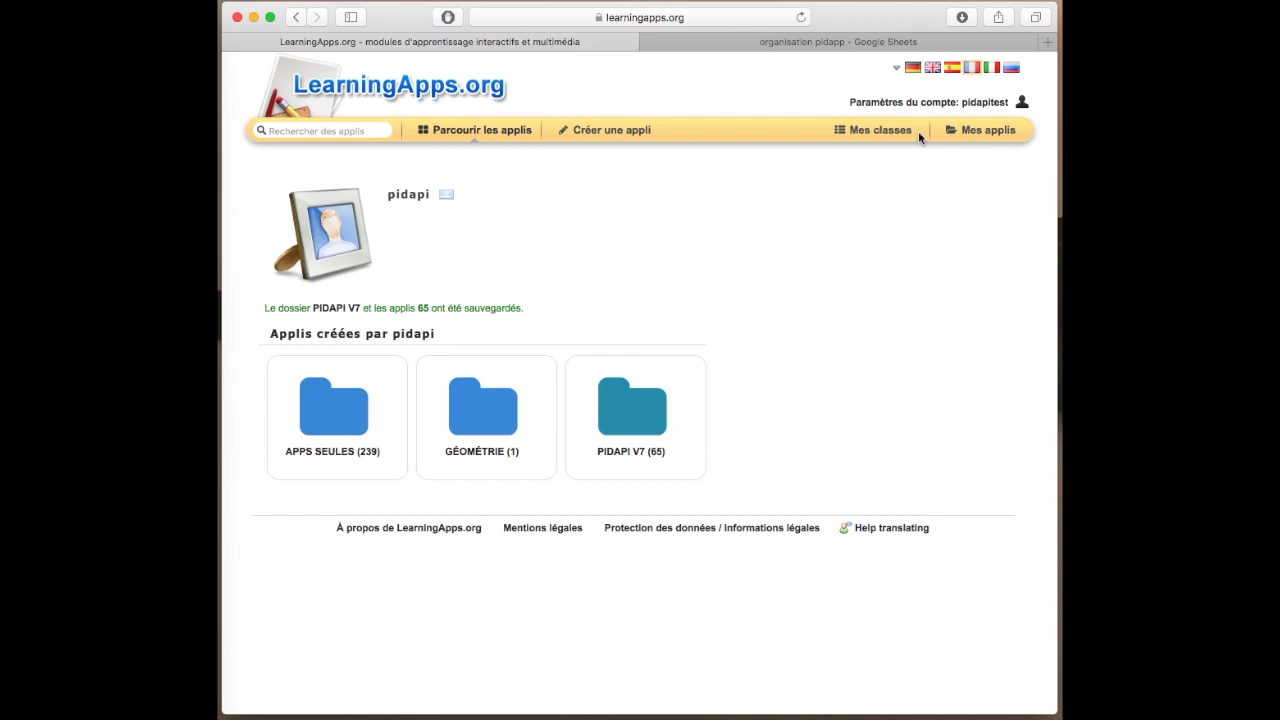 learningapps.org
LearningApps.org - modules d'apprentissage interactifs et multimédia
organisation pidapp - Google Sheets
LearningApps.org
Paramètres du compte: pidapitest
Rechercher des applis
Parcourir les applis
Créer une appli
Mes classes
Mes applis
pidapi
Le dossier PIDAPI V7 et les applis 65 ont été sauvegardés.
Applis créées par pidapi
APPS SEULES (239)
GÉOMÉTRIE (1)
PIDAPI V7 (65)
À propos de LearningApps.org
Mentions légales
Protection des données / Informations légales
Help translating